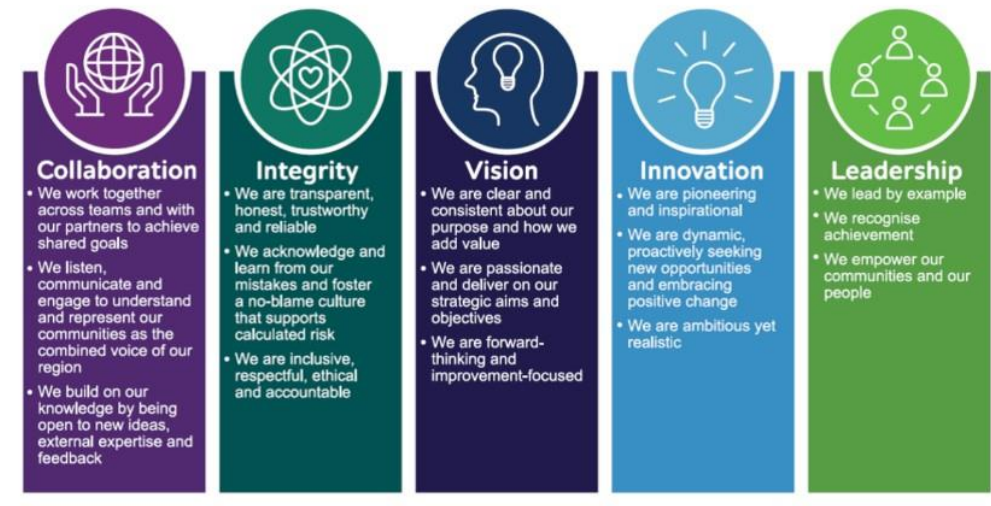 Collaboration
• We work together
across teams and with
our partners to achieve
shared goals
• We listen,
communicate and
engage to understand
and represent our
communities as the
combined voice of our
region
• We build on our
knowledge by being
open to new ideas,
external expertise and
feedback
Integrity
• We are transparent,
honest, trustworthy
and reliable
• We acknowledge and
learn from our
mistakes and foster
a no-blame culture
that supports
calculated risk
• We are inclusive,
respectful, ethical
and accountable
Vision
• We are clear and
consistent about our
purpose and how we
add value
• We are passionate
and deliver on our
strategic aims and
objectives
• We are forward-
thinking and
improvement-focused
Innovation
• We are pioneering
and inspirational
• We are dynamic,
proactively seeking
new opportunities
and embracing
positive change
• We are ambitious yet
realistic
Leadership
• We lead by example
• We recognise
achievement
• We empower our
communities and our
people